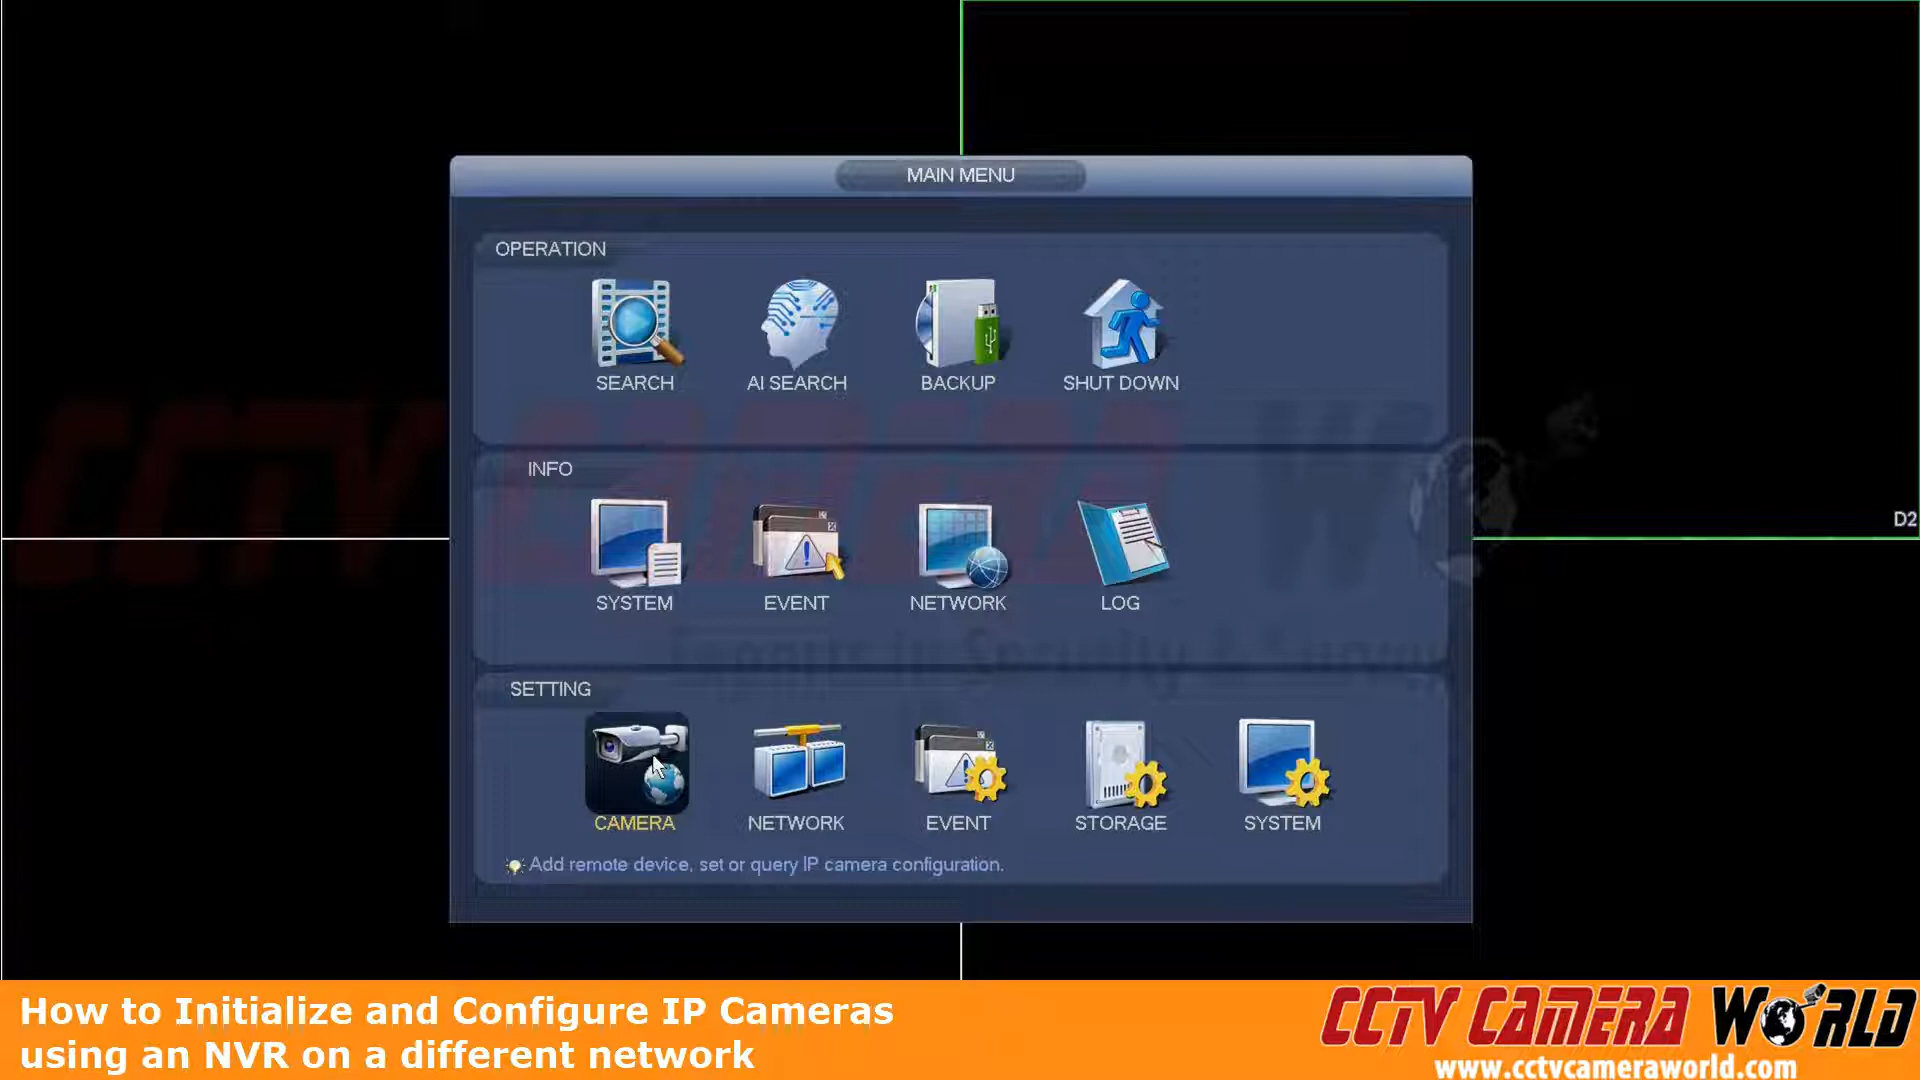 MAIN MENU
OPERATION
SEARCH
AI SEARCH
BACKUP
SHUT DOWN
INFO
SYSTEM
EVENT
NETWORK
LOG
D2
SETTING
CAMERA
NETWORK
EVENT
STORAGE
SYSTEM
Add remote device, set or query IP camera configuration.
How to Initialize and Configure IP Cameras
using an NVR on a different network
CCTV CAMERA WORLD
www.cctvcameraworld.com